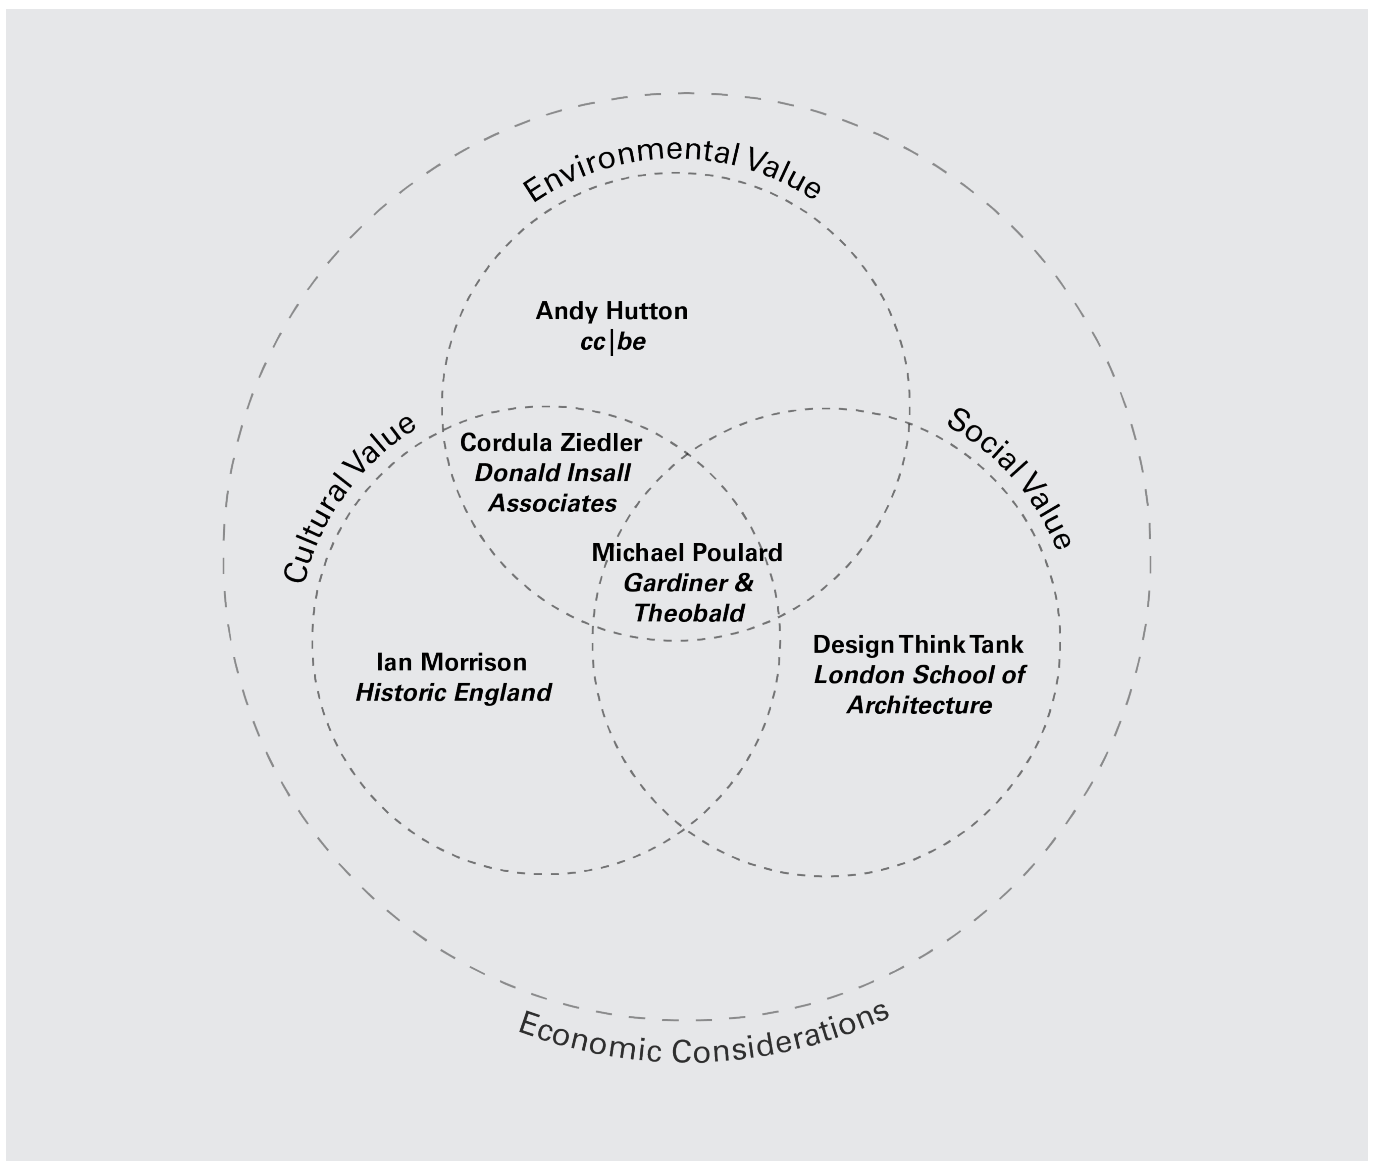 Environmental Value
Andy Hutton
cc|be
Cultural Value
Social Value
Cordula Ziedler
Donald Insall
Associates
Michael Poulard
Gardiner &
Theobald
Ian Morrison
Historic England
Design Think Tank
London School of
Architecture
Economic Considerations